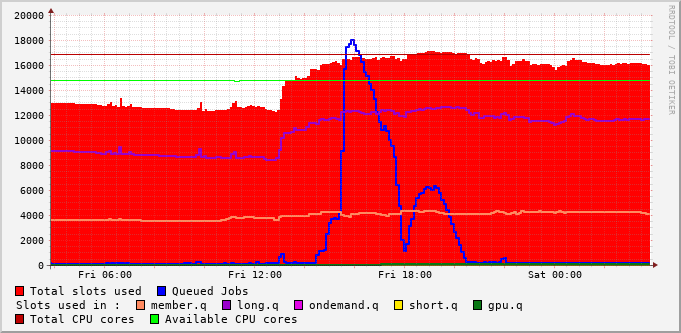 20000
18000
16000
14000
12000
10000
8000
6000
4000
2000
0
Fri 06:00 Fri 12:00 Fri 18:00 Sat 00:00
Total slots used Queued Jobs
Slots used in : member.q long.q ondemand.q short.q gpu.q
Total CPU cores Available CPU cores
RRDTOOL / TOBI OETIKER